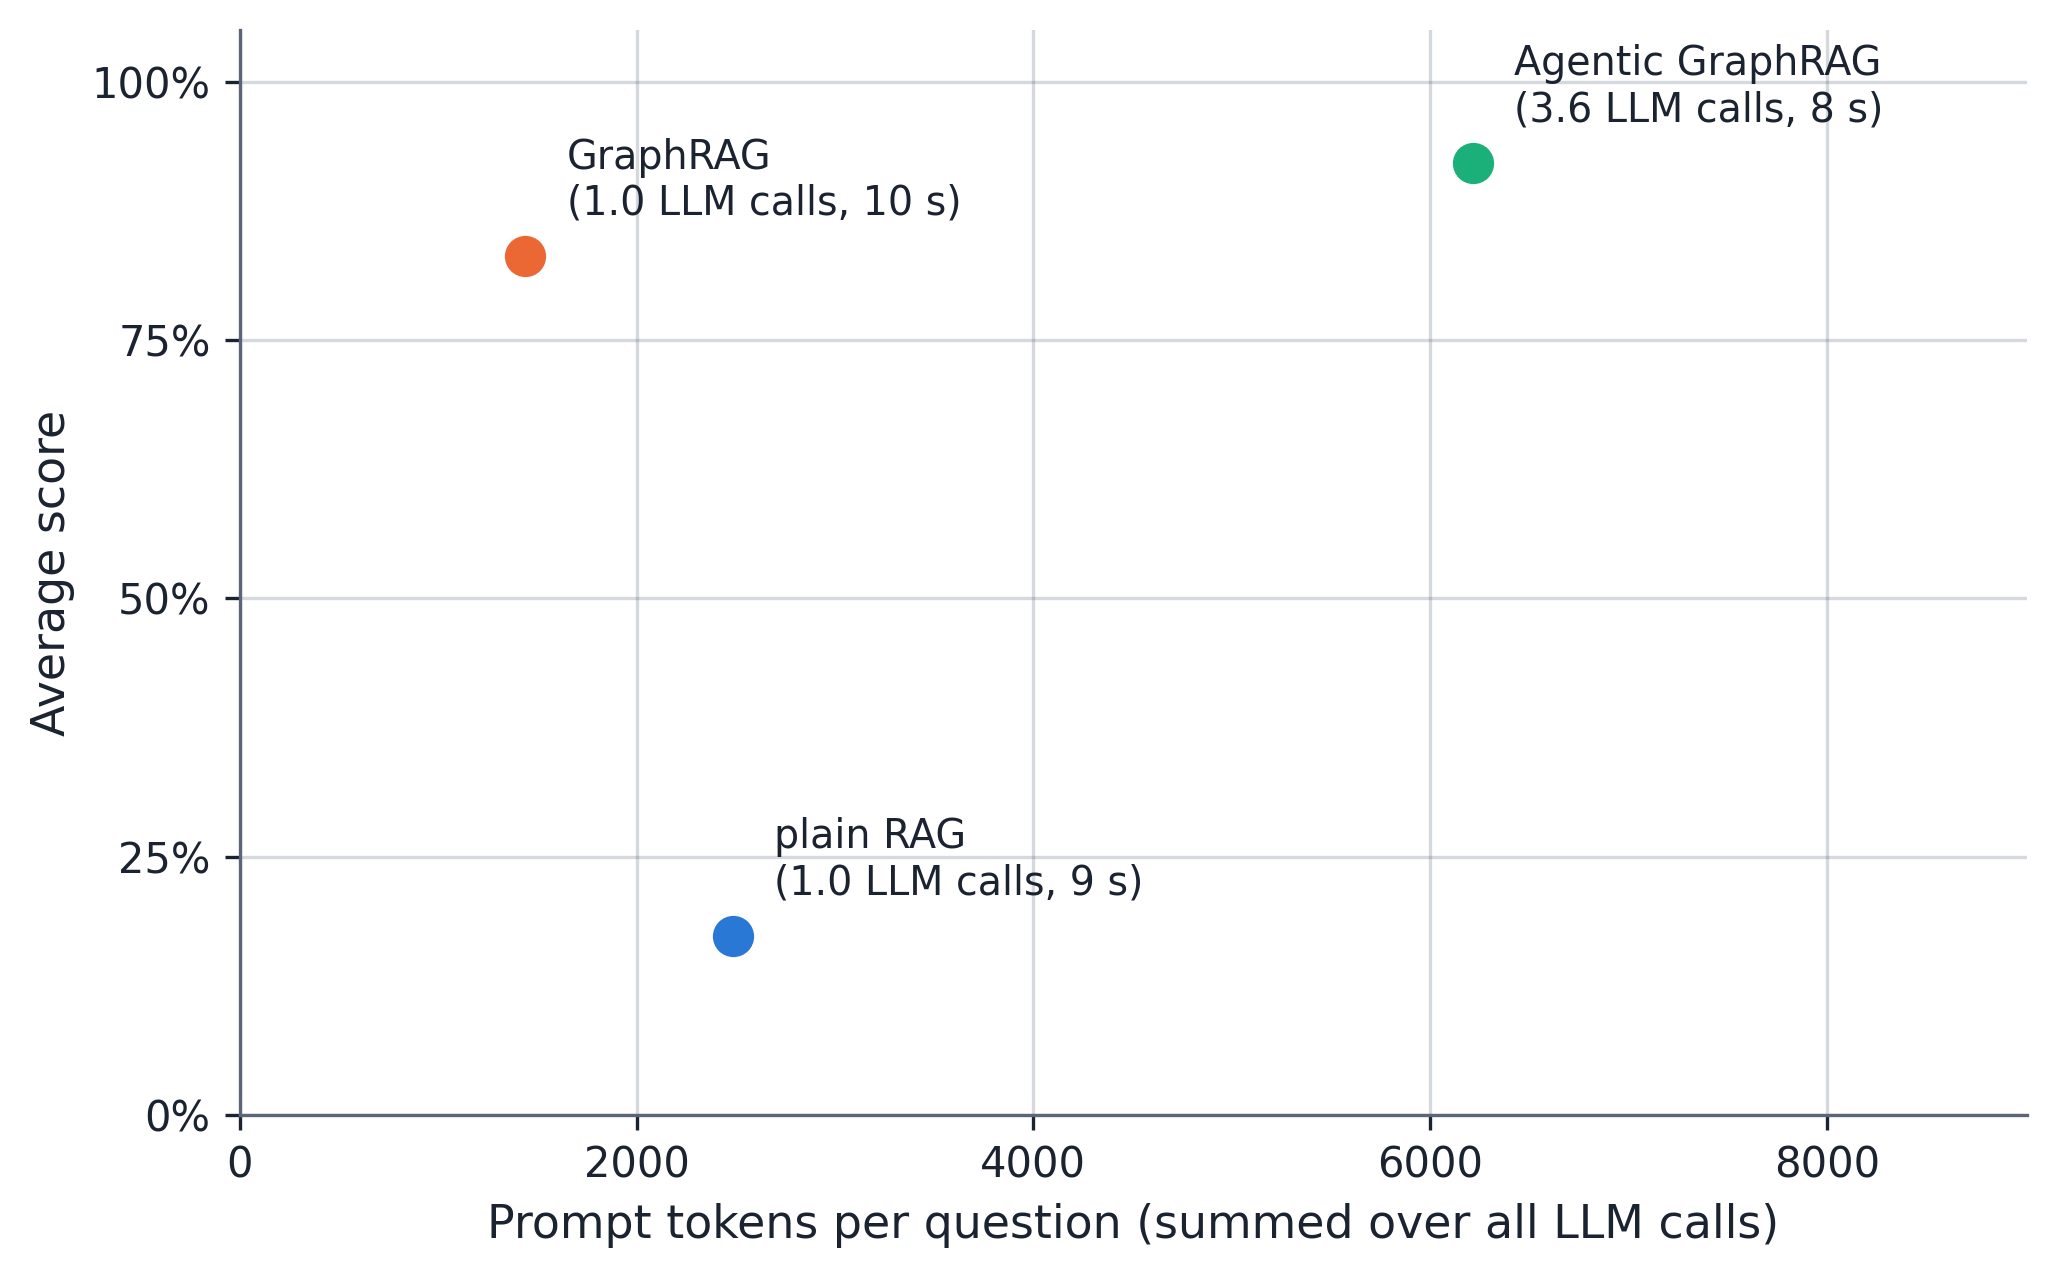 Agentic GraphRAG
(3.6 LLM calls, 8 s)
GraphRAG
(1.0 LLM calls, 10 s)
plain RAG
(1.0 LLM calls, 9 s)
100%
75%
50%
25%
0%
Average score
0 2000 4000 6000 8000
Prompt tokens per question (summed over all LLM calls)